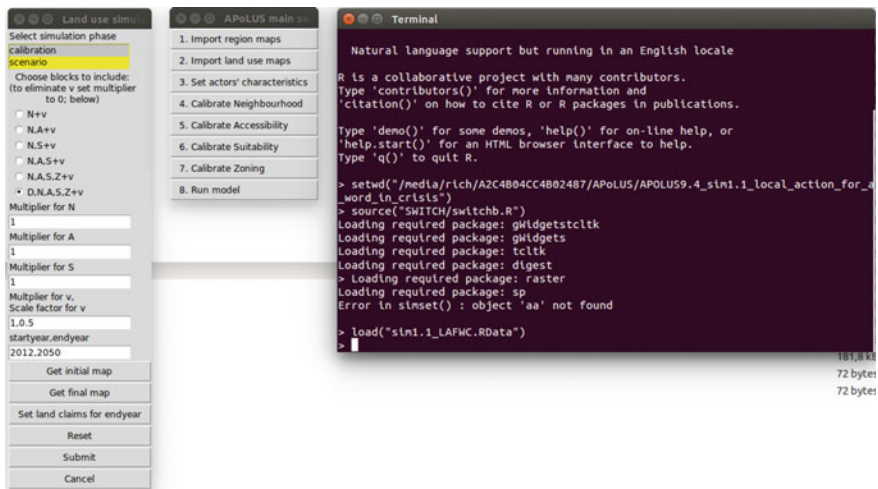 Land use simul
Select simulation phase
calibration
scenario
Choose blocks to include:
(to eliminate v set multiplier
to 0; below)
N+v
N,A+v
N,S+v
N,A,S+v
N,A,S,Z+v
D,N,A,S,Z+v
Multiplier for N
1
Multiplier for A
1
Multiplier for S
1
Multplier for v,
Scale factor for v
1,0.5
startyear,endyear
2012,2050
Get initial map
Get final map
Set land claims for endyear
Reset
Submit
Cancel
APoLUS main sw
1. Import region maps
2. Import land use maps
3. Set actors' characteristics
4. Calibrate Neighbourhood
5. Calibrate Accessibility
6. Calibrate Suitability
7. Calibrate Zoning
8. Run model
Terminal
Natural language support but running in an English locale
R is a collaborative project with many contributors.
Type 'contributors()' for more information and
'citation()' on how to cite R or R packages in publications.
Type 'demo()' for some demos, 'help()' for on-line help, or
'help.start()' for an HTML browser interface to help.
Type 'q()' to quit R.
> setwd("/media/rich/A2C4B04CC4B02487/APoLUS/APOLUS9.4_sim1.1_local_action_for_a
_word_in_crisis")
> source("SWITCH/switchb.R")
Loading required package: gWidgetstcltk
Loading required package: gWidgets
Loading required package: tcltk
Loading required package: digest
> Loading required package: raster
Loading required package: sp
Error in simset() : object 'aa' not found
> load("sim1.1_LAFWC.RData")
>
181,8 kB
72 bytes
72 bytes